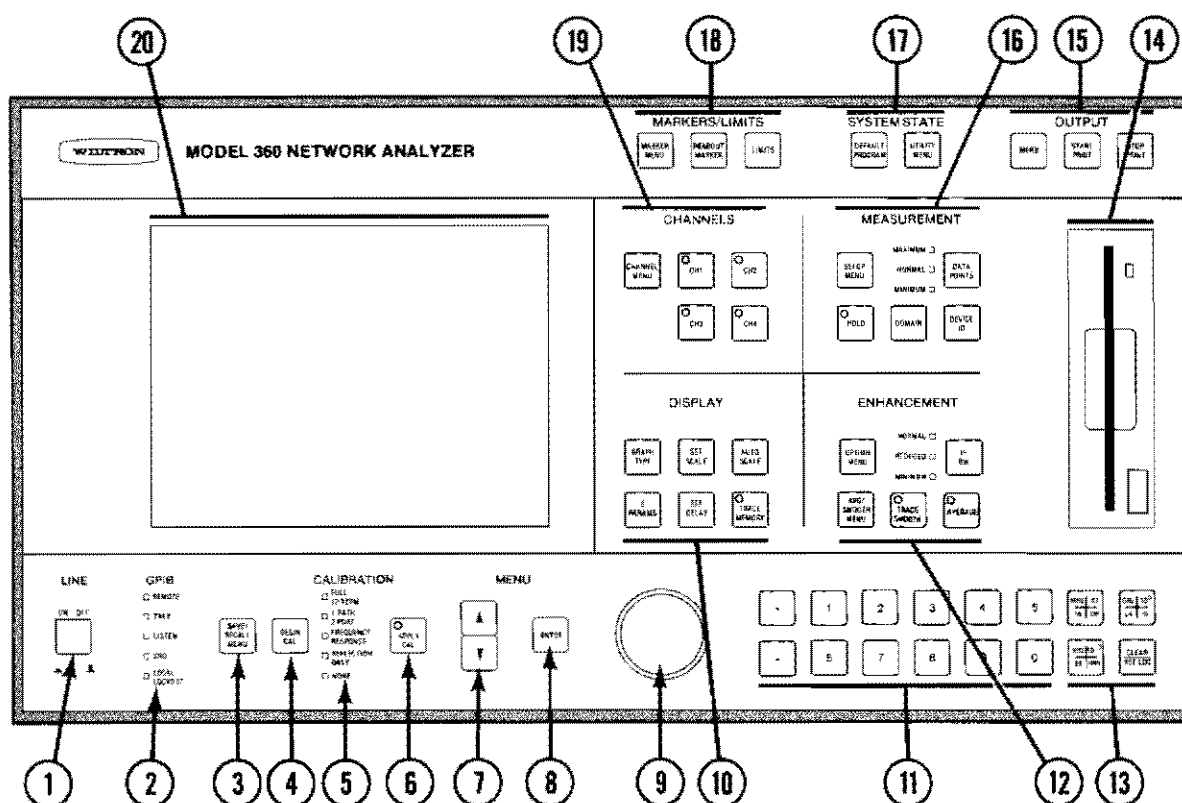 20
19
18
17
16
15
14
WILTRON
MODEL 360 NETWORK ANALYZER
MARKERS/LIMITS
MARKER MENU
READOUT MARKER
LIMITS
SYSTEM STATE
DEFAULT PROGRAM
UTILITY MENU
OUTPUT
MENU
START PRINT
STOP PRINT
CHANNELS
CHANNEL MENU
CH1
CH2
CH3
CH4
MEASUREMENT
MAXIMUM
NORMAL
MINIMUM
SETUP MENU
DATA POINTS
HOLD
DOMAIN
DEVICE ID
DISPLAY
GRAPH TYPE
SET SCALE
AUTO SCALE
S PARAMS
SET DELAY
TRACE MEMORY
ENHANCEMENT
NORMAL
REDUCED
MINIMUM
OPTION MENU
IF BW
AVG/ SMOOTH MENU
TRACE SMOOTH
AVERAGE
LINE
ON OFF
GPIB
REMOTE
TALK
LISTEN
SRQ
LOCAL LOCKOUT
SAVE/ RECALL MENU
BEGIN CAL
CALIBRATION
FULL 12-TERM
1 PATH 2 PORT
FREQUENCY RESPONSE
REFLECTION ONLY
NONE
APPLY CAL
MENU
ENTER
1
2
3
4
5
-
6
7
8
9
0
CLEAR
1
2
3
4
5
6
7
8
9
10
11
12
13